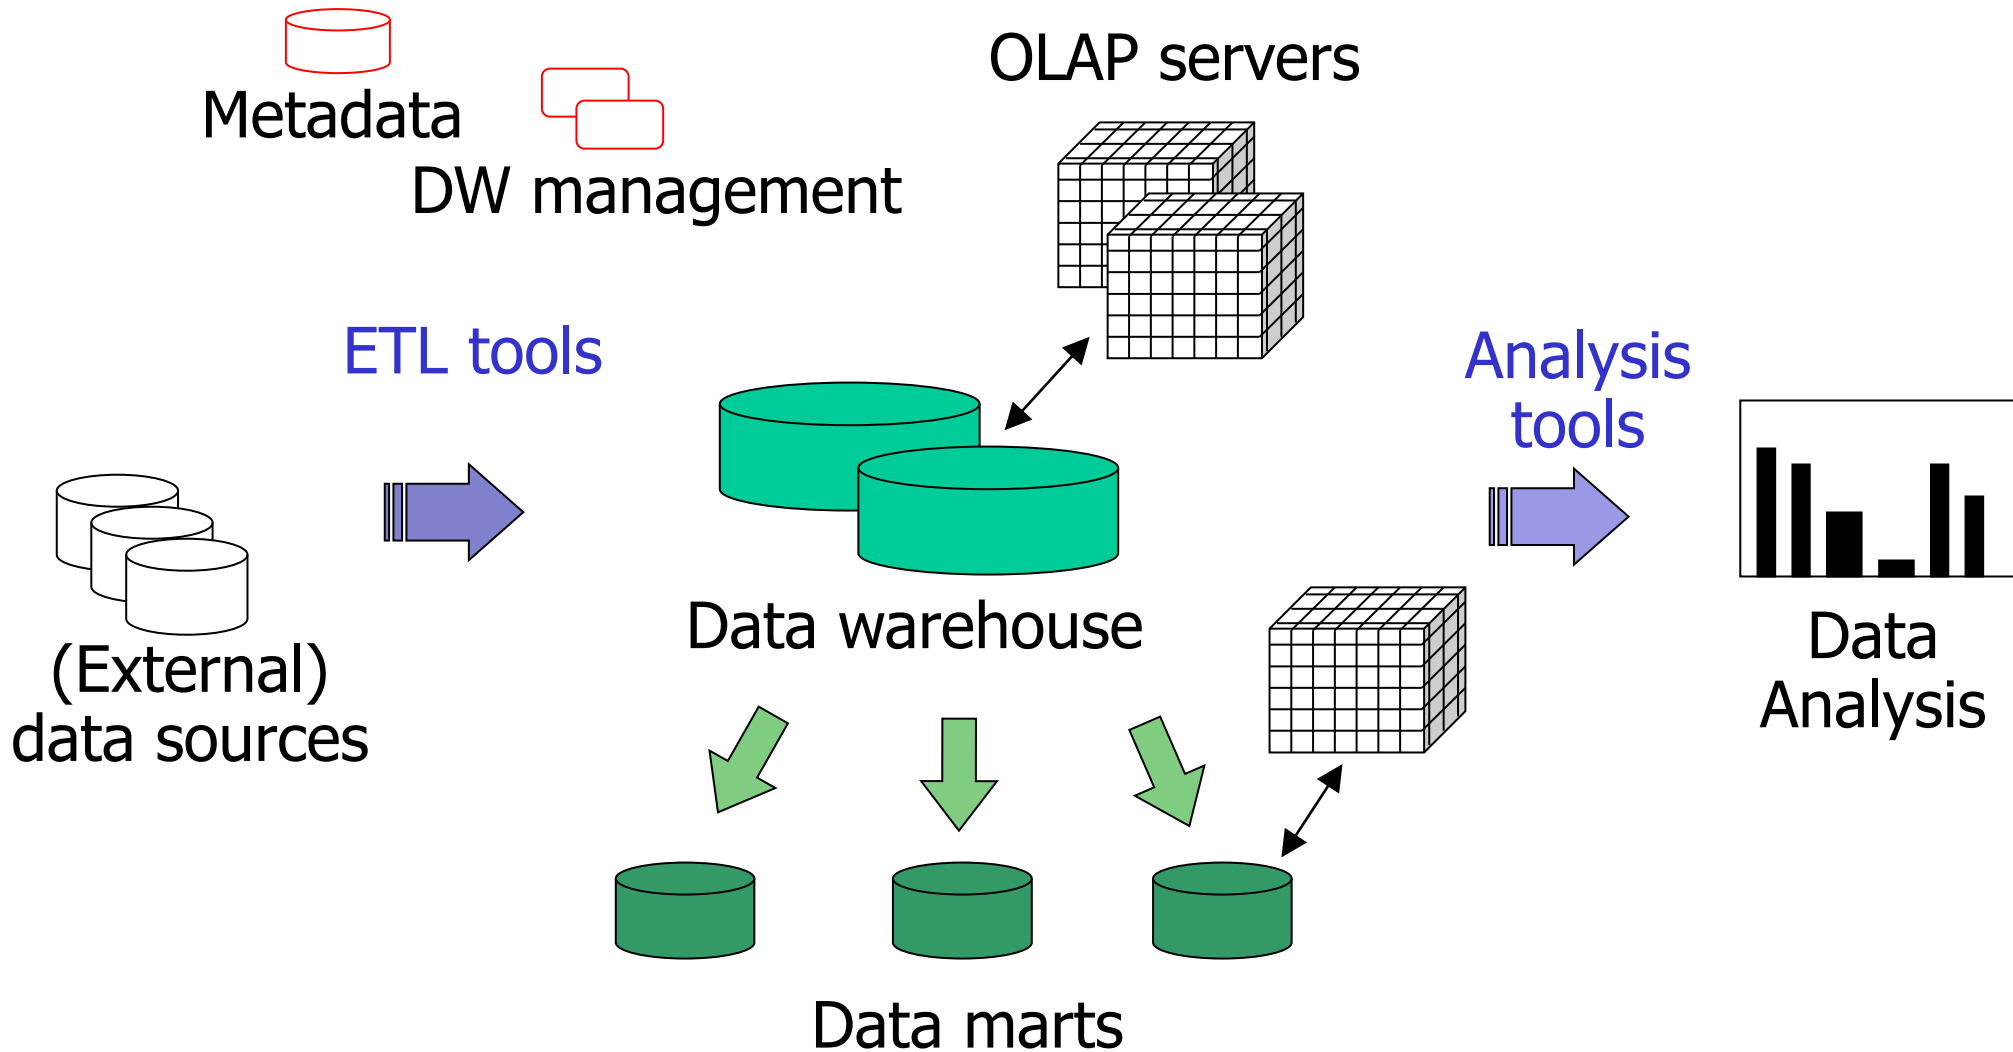 Metadata
DW management
OLAP servers
ETL tools
Analysis
tools
(External)
data sources
Data warehouse
Data
Analysis
Data marts